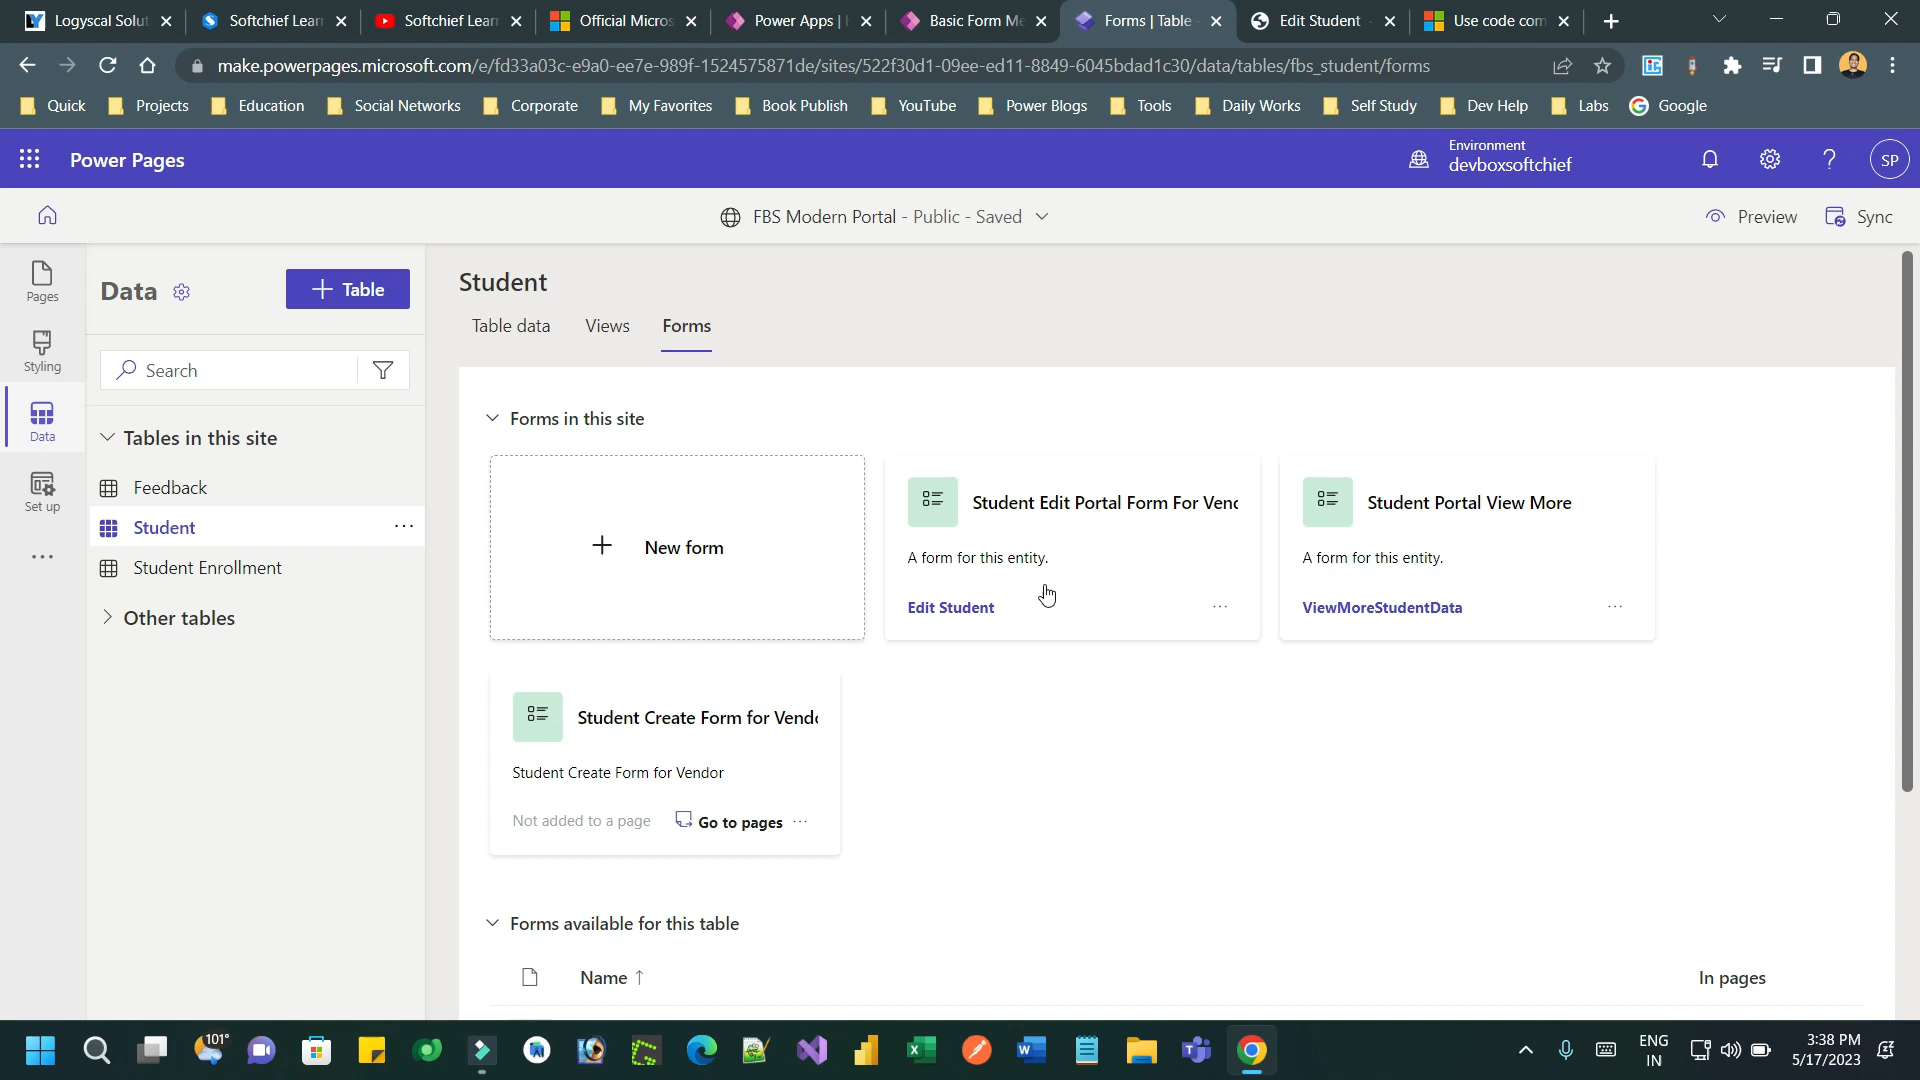 Logyscal Solut
Softchief Lear
Softchief Lear
Official Micros
Power Apps |
Basic Form Me
Forms | Table
Edit Student
Use code com
make.powerpages.microsoft.com/e/fd33a03c-e9a0-ee7e-989f-1524575871de/sites/522f30d1-09ee-ed11-8849-6045bdad1c30/data/tables/fbs_student/forms
Quick
Projects
Education
Social Networks
Corporate
My Favorites
Book Publish
YouTube
Power Blogs
Tools
Daily Works
Self Study
Dev Help
Labs
Google
Power Pages
Environment
devboxsoftchief
SP
FBS Modern Portal - Public - Saved
Preview
Sync
Pages
Styling
Data
Set up
Data
Table
Search
Tables in this site
Feedback
Student
Student Enrollment
Other tables
Student
Table data
Views
Forms
Forms in this site
New form
Student Edit Portal Form For Venc
A form for this entity.
Edit Student
Student Portal View More
A form for this entity.
ViewMoreStudentData
Student Create Form for Vend
Student Create Form for Vendor
Not added to a page
Go to pages
Forms available for this table
Name ↑
In pages
101°
ENG
IN
3:38 PM
5/17/2023